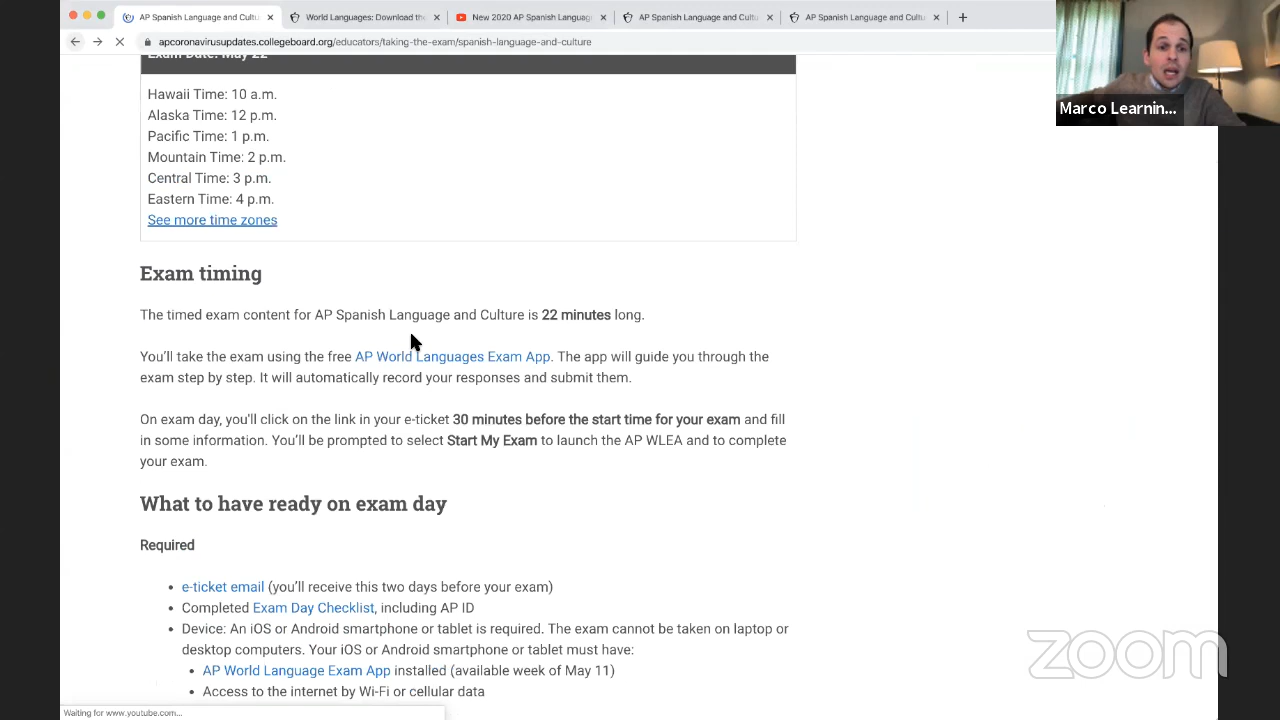 AP Spanish Language and Cultu
World Languages: Download the
New 2020 AP Spanish Language
AP Spanish Language and Cultu
AP Spanish Language and Cultu
apcoronavirusupdates.collegeboard.org/educators/taking-the-exam/spanish-language-and-culture
Marco Learnin...
Exam Date: May 22
Hawaii Time: 10 a.m.
Alaska Time: 12 p.m.
Pacific Time: 1 p.m.
Mountain Time: 2 p.m.
Central Time: 3 p.m.
Eastern Time: 4 p.m.
See more time zones
Exam timing
The timed exam content for AP Spanish Language and Culture is 22 minutes long.
You'll take the exam using the free AP World Languages Exam App. The app will guide you through the
exam step by step. It will automatically record your responses and submit them.
On exam day, you'll click on the link in your e-ticket 30 minutes before the start time for your exam and fill
in some information. You'll be prompted to select Start My Exam to launch the AP WLEA and to complete
your exam.
What to have ready on exam day
Required
• e-ticket email (you'll receive this two days before your exam)
• Completed Exam Day Checklist, including AP ID
• Device: An iOS or Android smartphone or tablet is required. The exam cannot be taken on laptop or
desktop computers. Your iOS or Android smartphone or tablet must have:
• AP World Language Exam App installed (available week of May 11)
• Access to the internet by Wi-Fi or cellular data
zoom
Waiting for www.youtube.com...